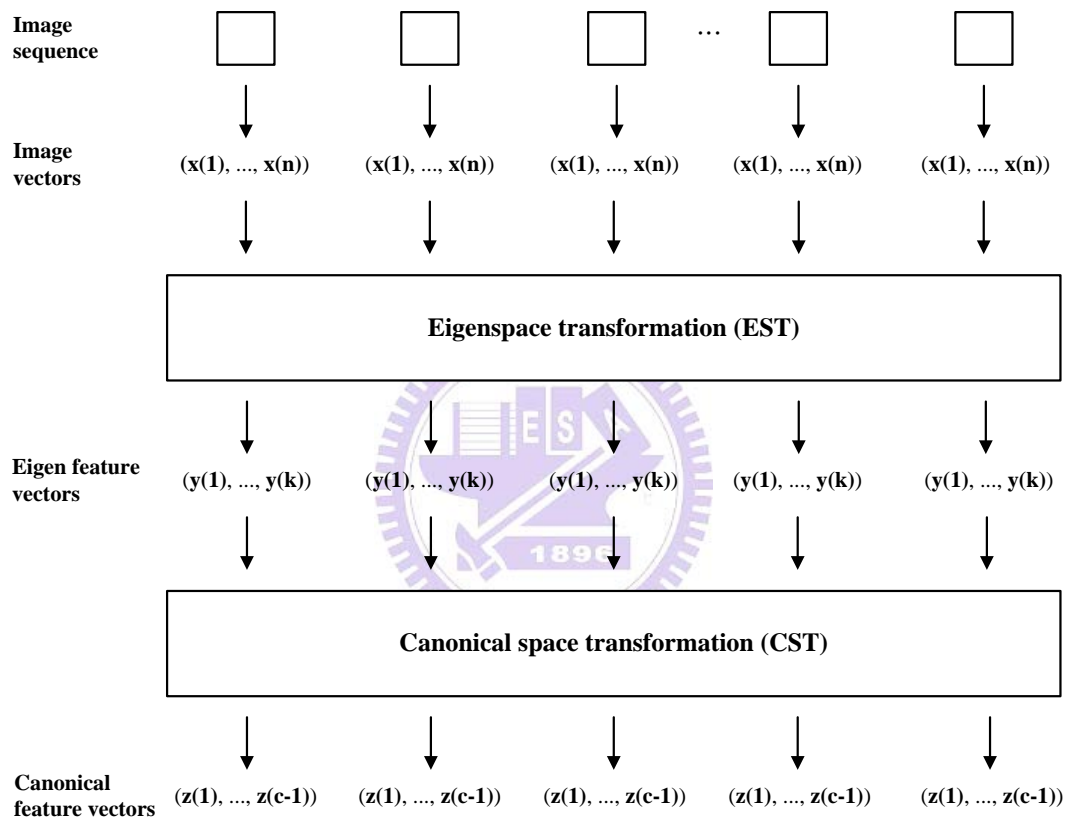 Image
sequence
...
Image
vectors
(x(1), ..., x(n)) (x(1), ..., x(n)) (x(1), ..., x(n)) (x(1), ..., x(n)) (x(1), ..., x(n))
Eigenspace transformation (EST)
E S A
Eigen feature
vectors
(y(1), ..., y(k)) (y(1), ..., y(k)) (y(1), ..., y(k)) (y(1), ..., y(k)) (y(1), ..., y(k))
1896
Canonical space transformation (CST)
Canonical
feature vectors
(z(1), ..., z(c-1)) (z(1), ..., z(c-1)) (z(1), ..., z(c-1)) (z(1), ..., z(c-1)) (z(1), ..., z(c-1))